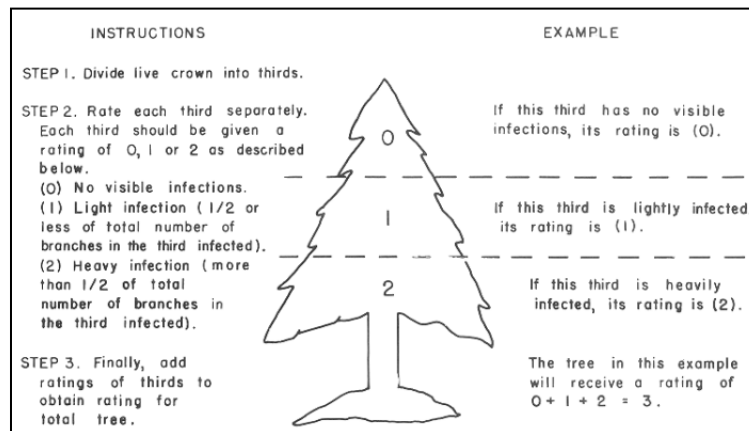 INSTRUCTIONS
STEP 1. Divide live crown into thirds.
STEP 2. Rate each third separately.
Each third should be given a
rating of 0, 1 or 2 as described
below.
(0) No visible infections.
(1) Light infection (1/2 or
less of total number of
branches in the third infected).
(2) Heavy infection (more
than 1/2 of total
number of branches in
the third infected).
STEP 3. Finally, add
ratings of thirds to
obtain rating for
total tree.
0
1
2
EXAMPLE
If this third has no visible
infections, its rating is (0).
If this third is lightly infected
its rating is (1).
If this third is heavily
infected, its rating is (2).
The tree in this example
will receive a rating of
0 + 1 + 2 = 3.